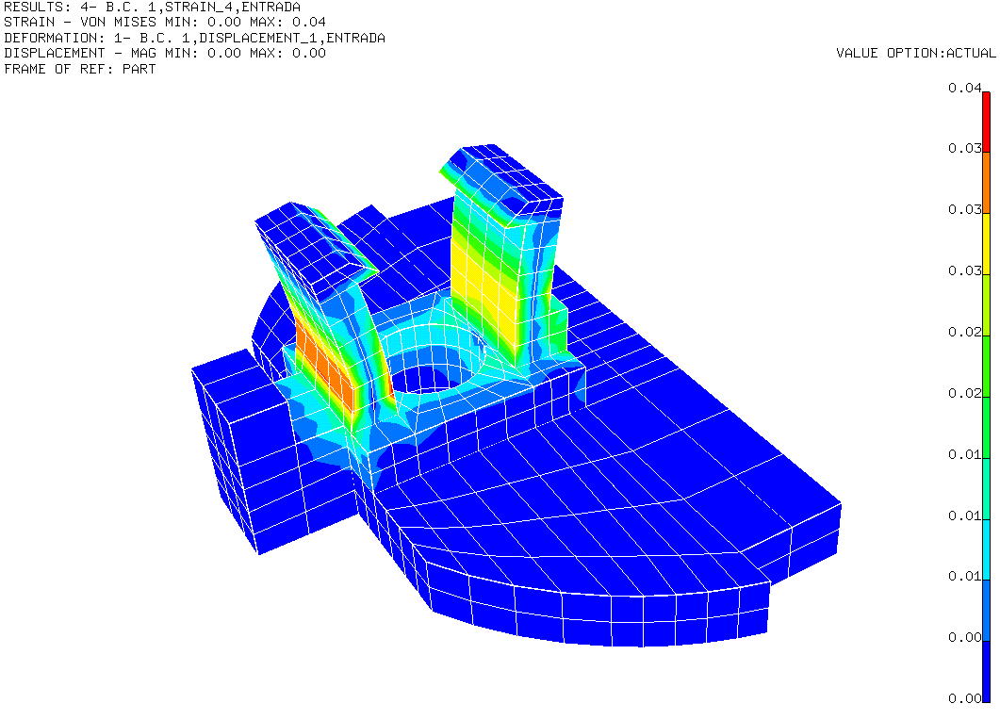 RESULTS: 4- B.C. 1,STRAIN_4,ENTRADA
STRAIN - VON MISES MIN: 0.00 MAX: 0.04
DEFORMATION: 1- B.C. 1,DISPLACEMENT_1,ENTRADA
DISPLACEMENT - MAG MIN: 0.00 MAX: 0.00
FRAME OF REF: PART
VALUE OPTION:ACTUAL
0.04
0.03
0.03
0.03
0.02
0.02
0.01
0.01
0.01
0.00
0.00